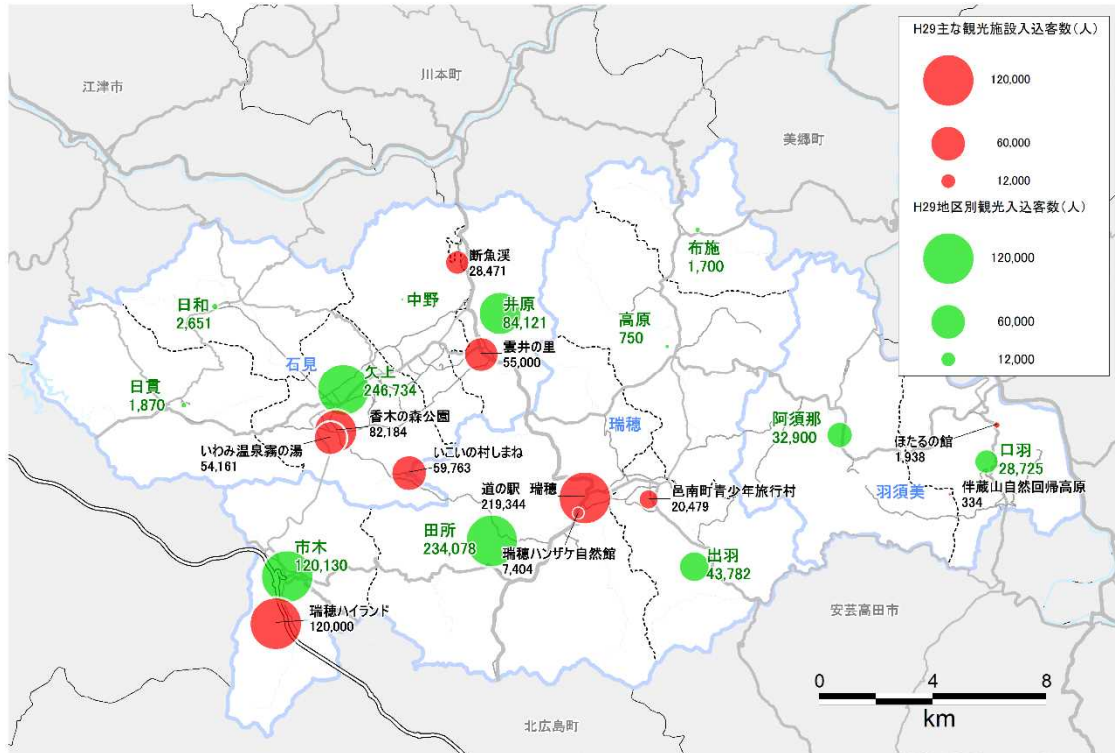 H29主な観光施設入込客数（人）
120,000
60,000
12,000
H29地区別観光入込客数（人）
120,000
60,000
12,000
江津市
川本町
美郷町
断魚渓
28,471
布施
1,700
日和
2,651
中野
井原
84,121
高原
750
雲井の里
55,000
石見
矢上
246,734
日貫
1,870
香木の森公園
82,184
いわみ温泉霧の湯
54,161
いこいの村しまね
59,763
瑞穂
阿須那
32,900
ほたるの館
1,938
口羽
28,725
伴蔵山自然回帰高原
334
羽須美
道の駅 瑞穂
219,344
邑南町青少年旅行村
20,479
田所
234,078
瑞穂ハンザケ自然館
7,404
出羽
43,782
市木
120,130
瑞穂ハイランド
120,000
安芸高田市
北広島町
0 4 8
km